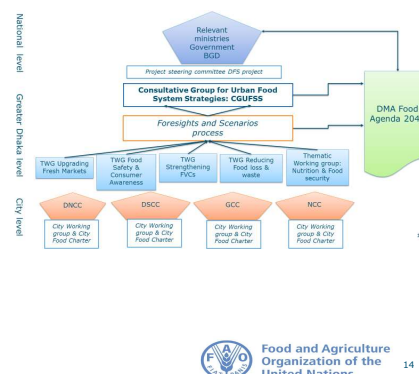 National level
Relevant
ministries
Government
BGD
Project steering committee DFS project
Consultative Group for Urban Food
System Strategies: CGUFSS
DMA Food
Agenda 204
Greater Dhaka level
Foresights and Scenarios
process
TWG Upgrading
Fresh Markets
TWG Food
Safety &
Consumer
Awareness
TWG
Strengthening
FVCs
TWG Reducing
Food loss &
waste
Thematic
Working group:
Nutrition & Food
security
City level
DNCC
DSCC
GCC
NCC
City Working
group & City
Food Charter
City Working
group & City
Food Charter
City Working
group & City
Food Charter
City Working
group & City
Food Charter
FAO
Food and Agriculture
Organization of the
United Nations
14